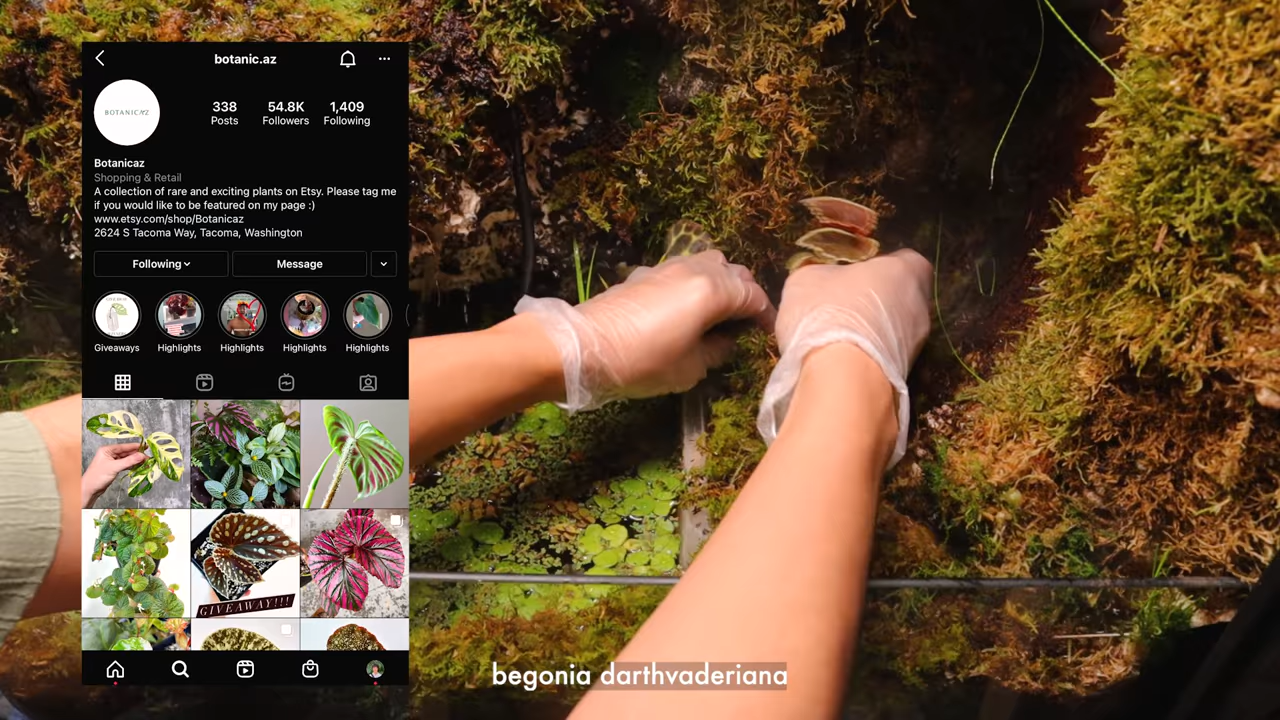 botanic.az
BOTANICAZ
338
54.8K
1,409
Posts
Followers
Following
Botanicaz
Shopping & Retail
A collection of rare and exciting plants on Etsy. Please tag me
if you would like to be featured on my page :)
www.etsy.com/shop/Botanicaz
2624 S Tacoma Way, Tacoma, Washington
Following
Message
Giveaways
Highlights
Highlights
Highlights
Highlights
GIVEAWAY!!!
begonia darthvaderiana